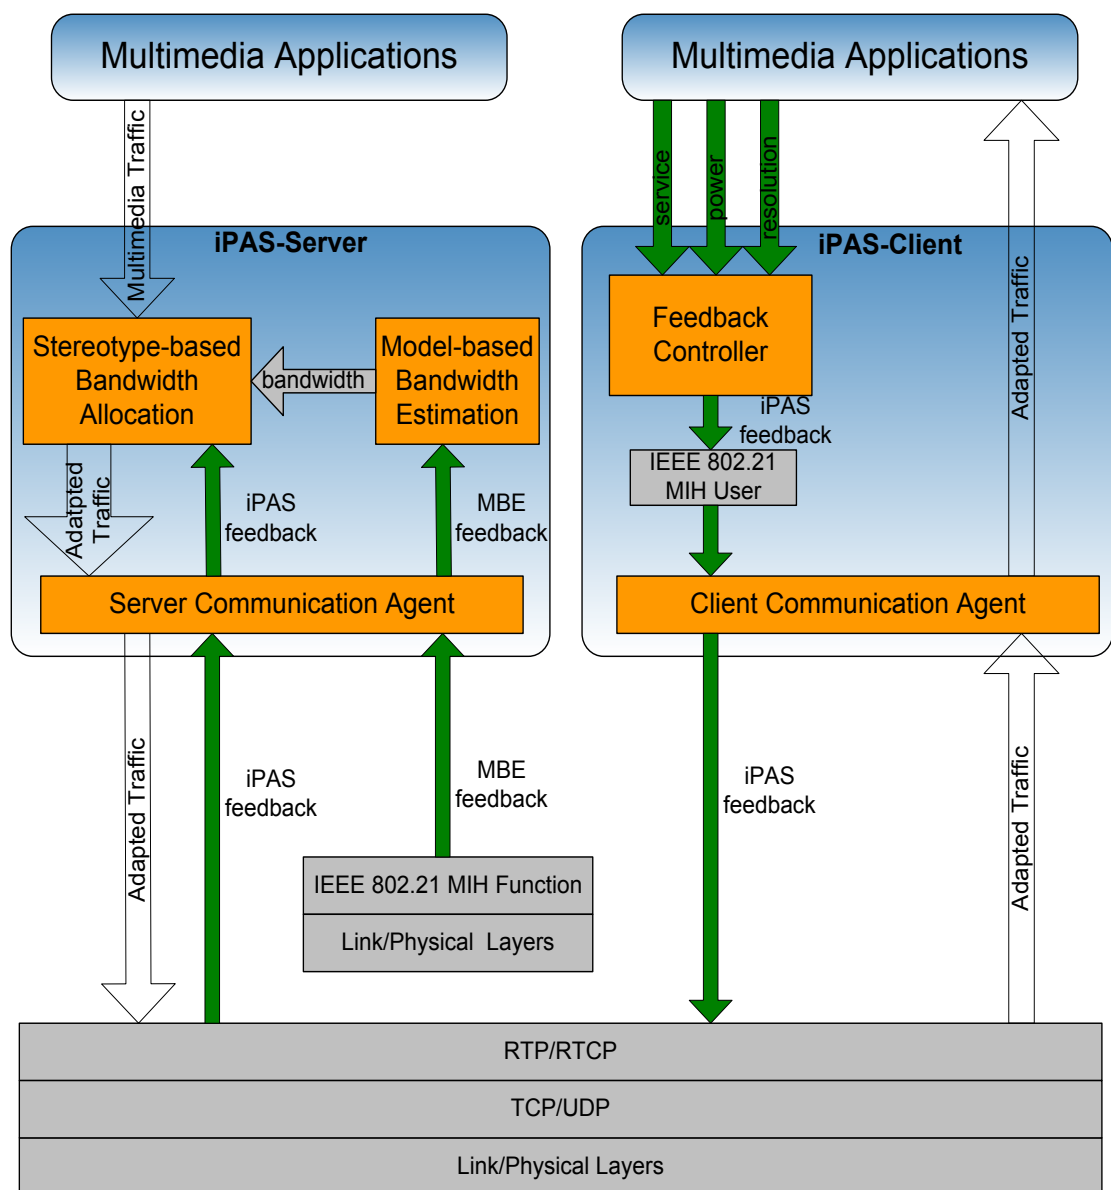 Multimedia Applications
Multimedia Applications
Multimedia Traffic
service
power
resolution
iPAS-Server
iPAS-Client
Stereotype-based
Bandwidth
Allocation
bandwidth
Model-based
Bandwidth
Estimation
Feedback
Controller
Adapted Traffic
iPAS
feedback
IEEE 802.21
MIH User
Adatpted
Traffic
iPAS
feedback
MBE
feedback
Server Communication Agent
Client Communication Agent
Adapted Traffic
iPAS
feedback
MBE
feedback
iPAS
feedback
Adapted Traffic
IEEE 802.21 MIH Function
Link/Physical Layers
RTP/RTCP
TCP/UDP
Link/Physical Layers